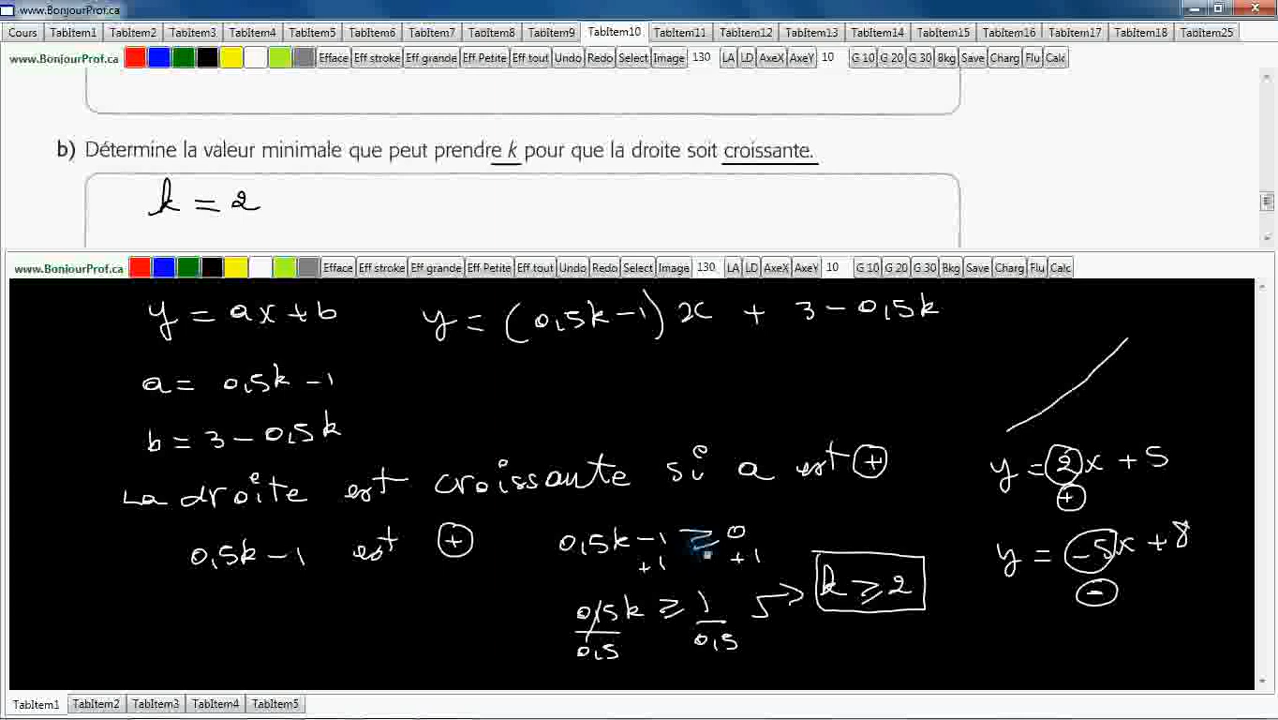 www.BonjourProf.ca
Cours TabItem1 TabItem2 TabItem3 TabItem4 TabItem5 TabItem6 TabItem7 TabItem8 TabItem9 TabItem10 TabItem11 TabItem12 TabItem13 TabItem14 TabItem15 TabItem16 TabItem17 TabItem18 TabItem25
www.BonjourProf.ca Efface Eff stroke Eff grande Eff Petite Eff tout Undo Redo Select Image 130 LA LD AxeX AxeY 10 G 10 G 20 G 30 Bkg Save Charg Flu Calc
b) Détermine la valeur minimale que peut prendre k pour que la droite soit croissante.
k = 2
www.BonjourProf.ca Efface Eff stroke Eff grande Eff Petite Eff tout Undo Redo Select Image 130 LA LD AxeX AxeY 10 G 10 G 20 G 30 Bkg Save Charg Flu Calc
y = ax + b y = (0,5k - 1) x + 3 - 0,5k
a = 0,5k - 1
b = 3 - 0,5k
La droite est croissante si a est +
y = 2x + 5
+
0,5k - 1 est + 0,5k - 1 ≥ 0
+1 +1
y = -5x + 8
-
0,5k ≥ 1 → k ≥ 2
0,5 0,5
TabItem1 TabItem2 TabItem3 TabItem4 TabItem5